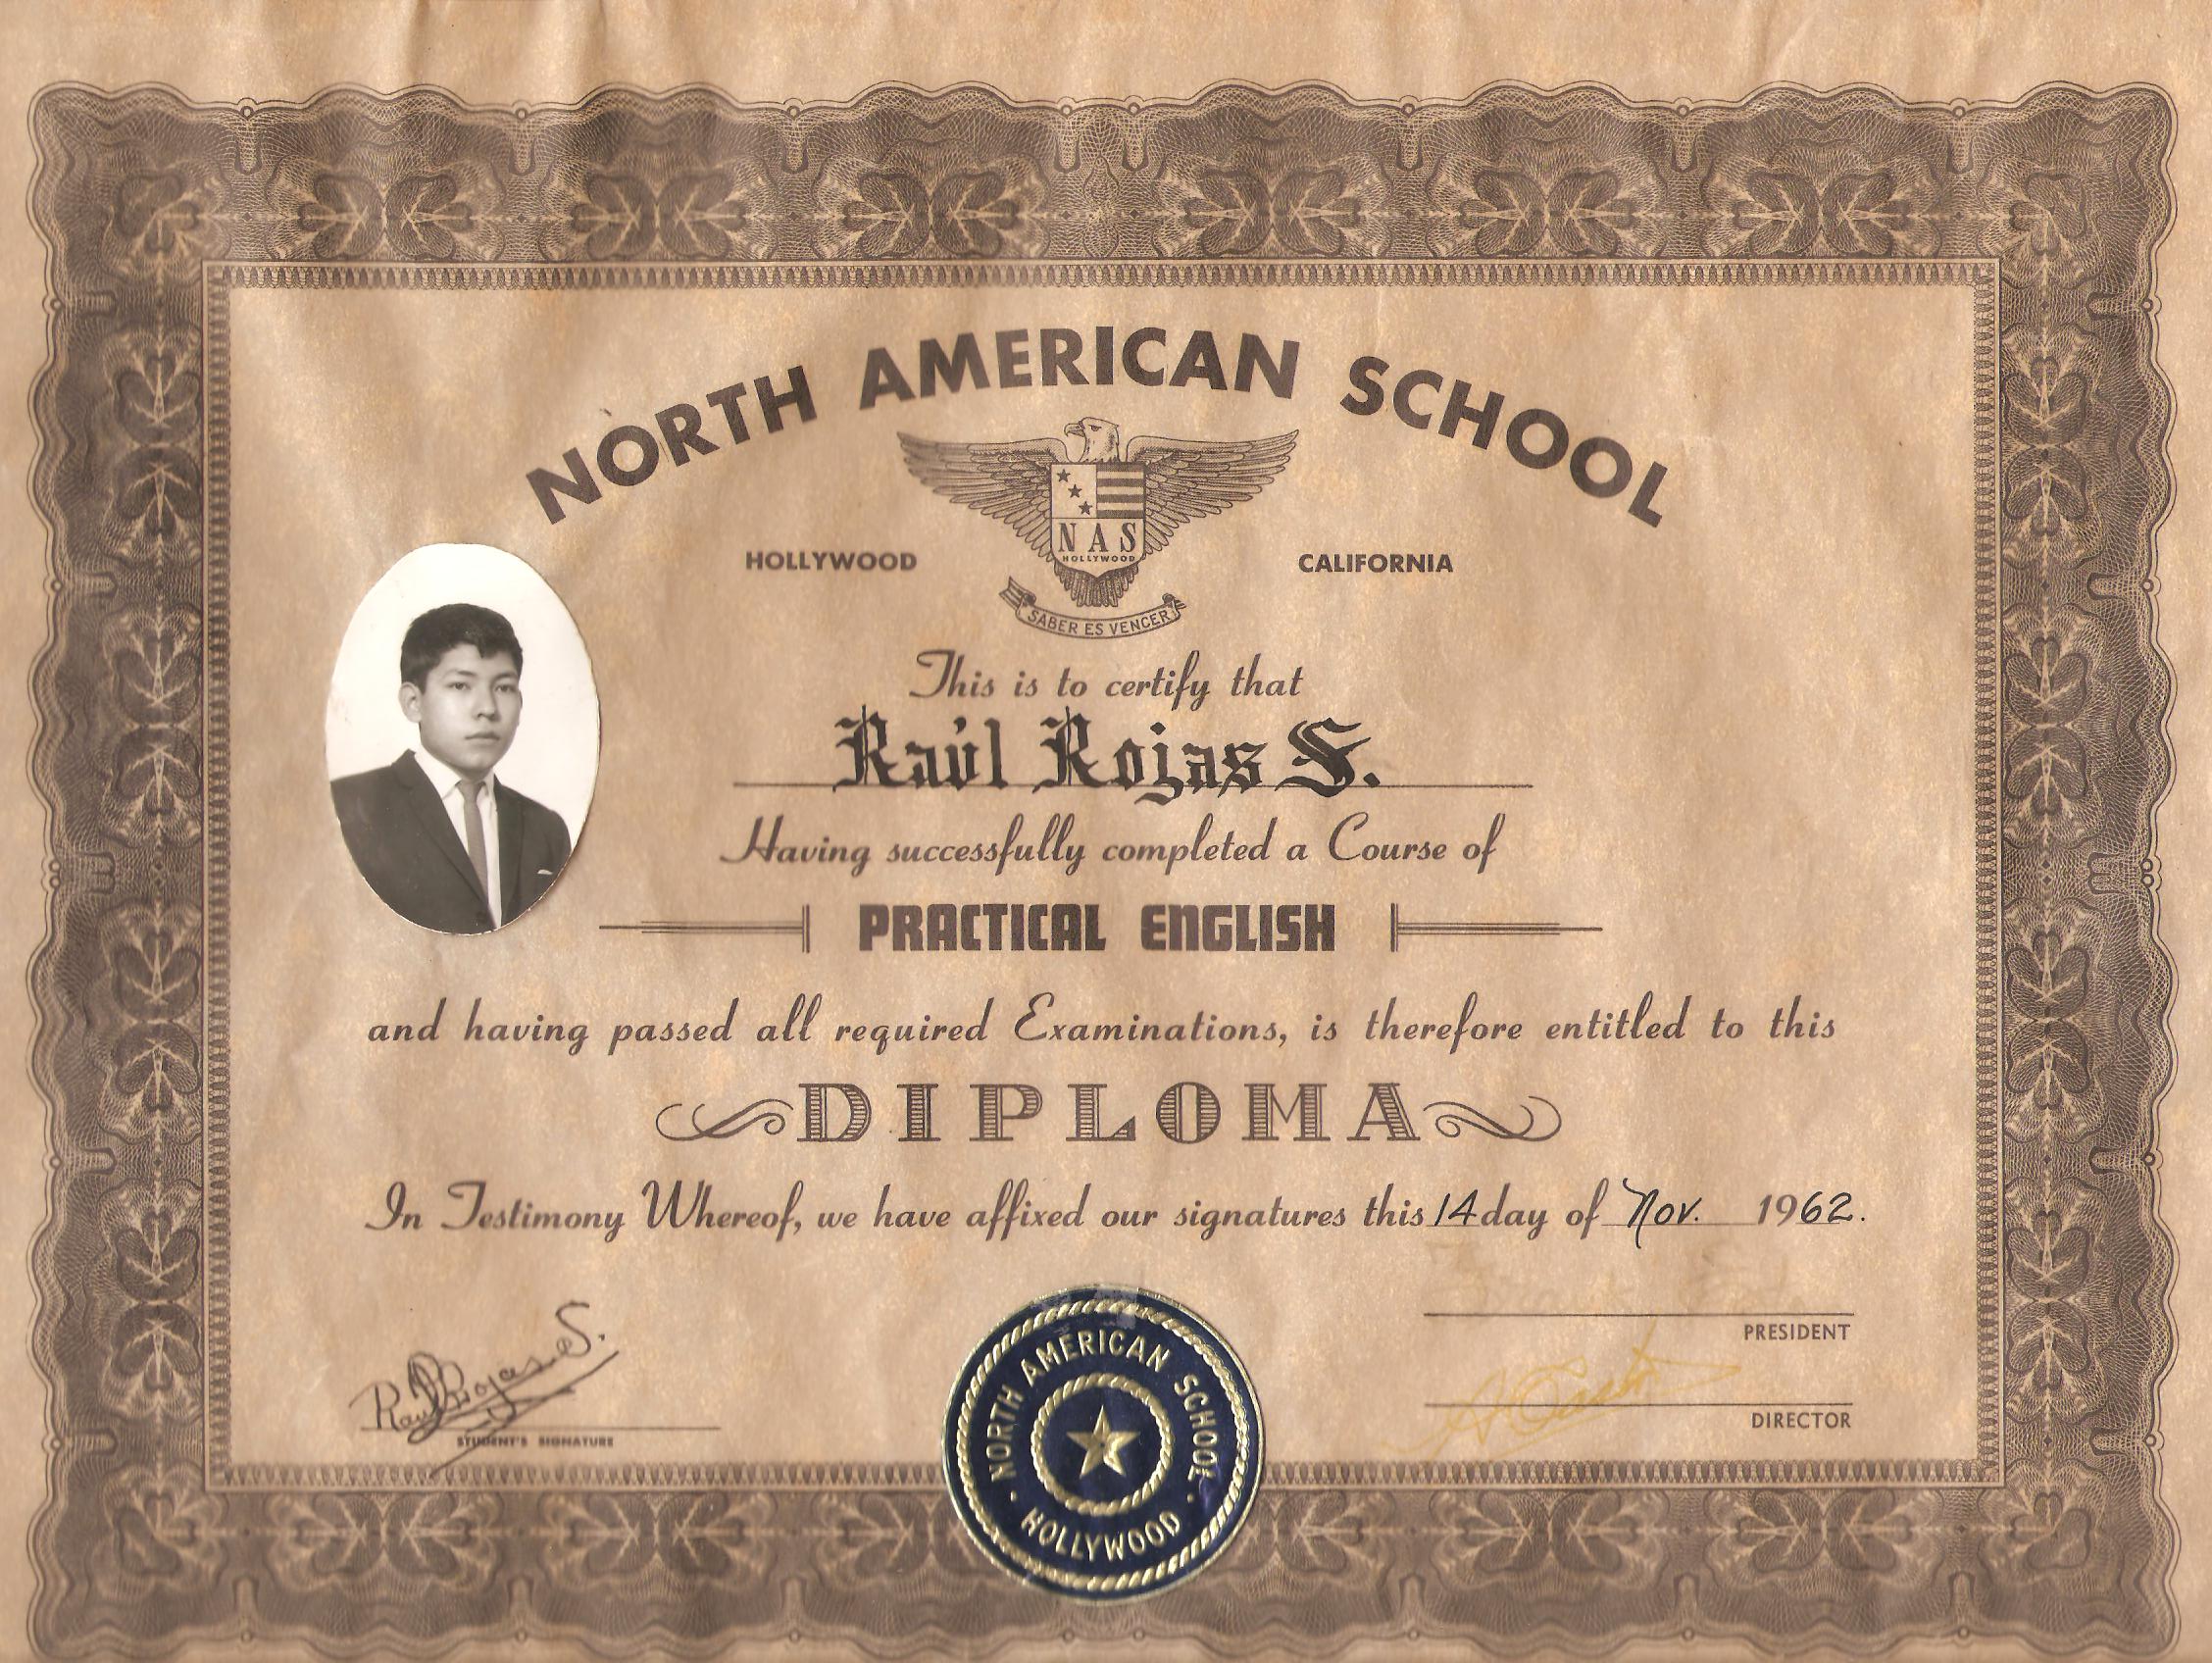 NORTH AMERICAN SCHOOL
NAS
HOLLYWOOD
HOLLYWOOD CALIFORNIA
SABER ES VENCER
This is to certify that
Raúl Rojas S.
Having successfully completed a Course of
PRACTICAL ENGLISH
and having passed all required Examinations, is therefore entitled to this
DIPLOMA
In Testimony Whereof, we have affixed our signatures this 14 day of Nov. 1962.
PRESIDENT
Raúl Rojas S.
STUDENT'S SIGNATURE
DIRECTOR
NORTH AMERICAN SCHOOL
· HOLLYWOOD ·